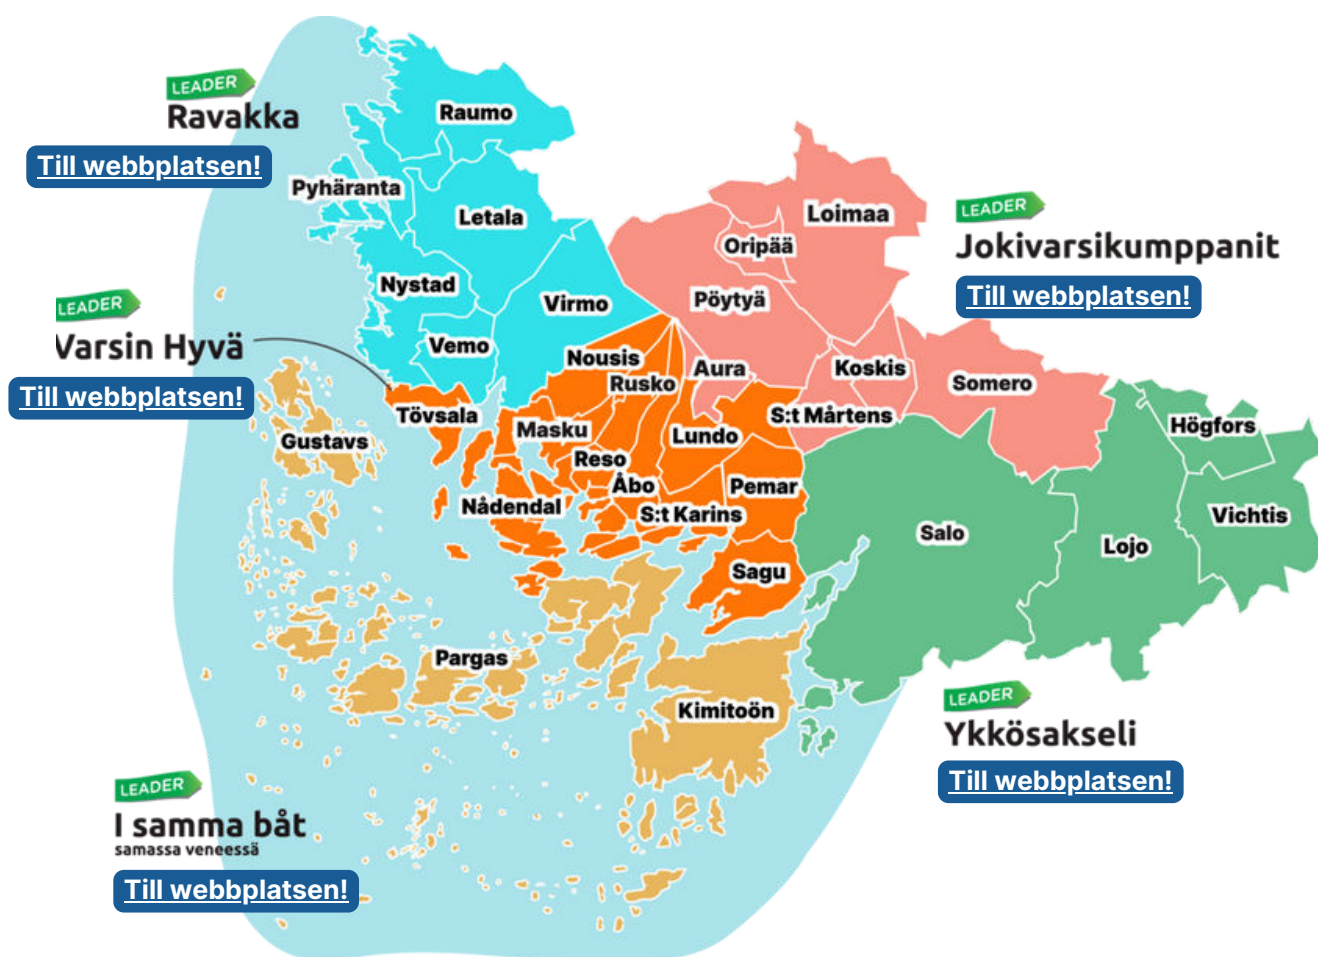 LEADER
Ravakka
Till webbplatsen!
Raumo
Pyhäranta
Letala
Nystad
Virmo
Vemo
LEADER
Jokivarsikumppanit
Till webbplatsen!
Loimaa
Oripää
Pöytyä
Aura
Koskis
Somero
S:t Mårtens
LEADER
Varsin Hyvä
Till webbplatsen!
Nousis
Rusko
Tövsala
Masku
Lundo
Reso
Åbo
Pemar
Nådendal
S:t Karins
Sagu
Gustavs
Pargas
Kimitoön
Högfors
Vichtis
Salo
Lojo
LEADER
Ykkösakseli
Till webbplatsen!
LEADER
I samma båt
samassa veneessä
Till webbplatsen!